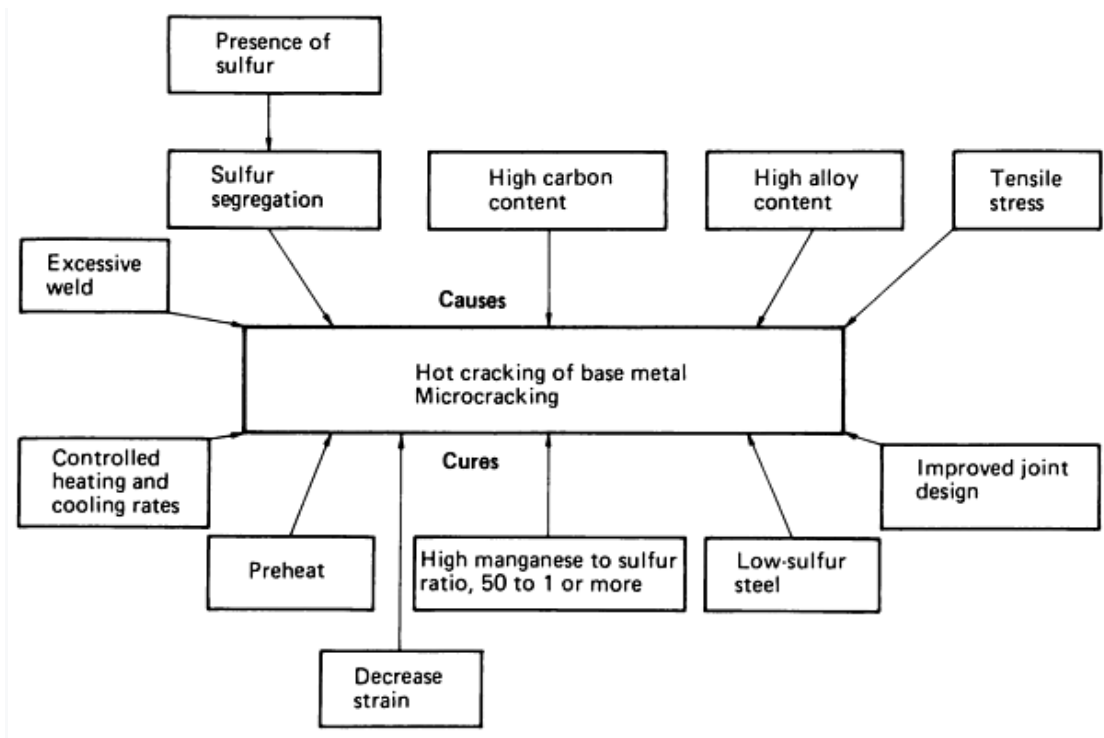 Presence of
sulfur
Sulfur
segregation
High carbon
content
High alloy
content
Tensile
stress
Excessive
weld
Causes
Hot cracking of base metal
Microcracking
Cures
Controlled
heating and
cooling rates
Improved joint
design
Preheat
High manganese to sulfur
ratio, 50 to 1 or more
Low-sulfur
steel
Decrease
strain